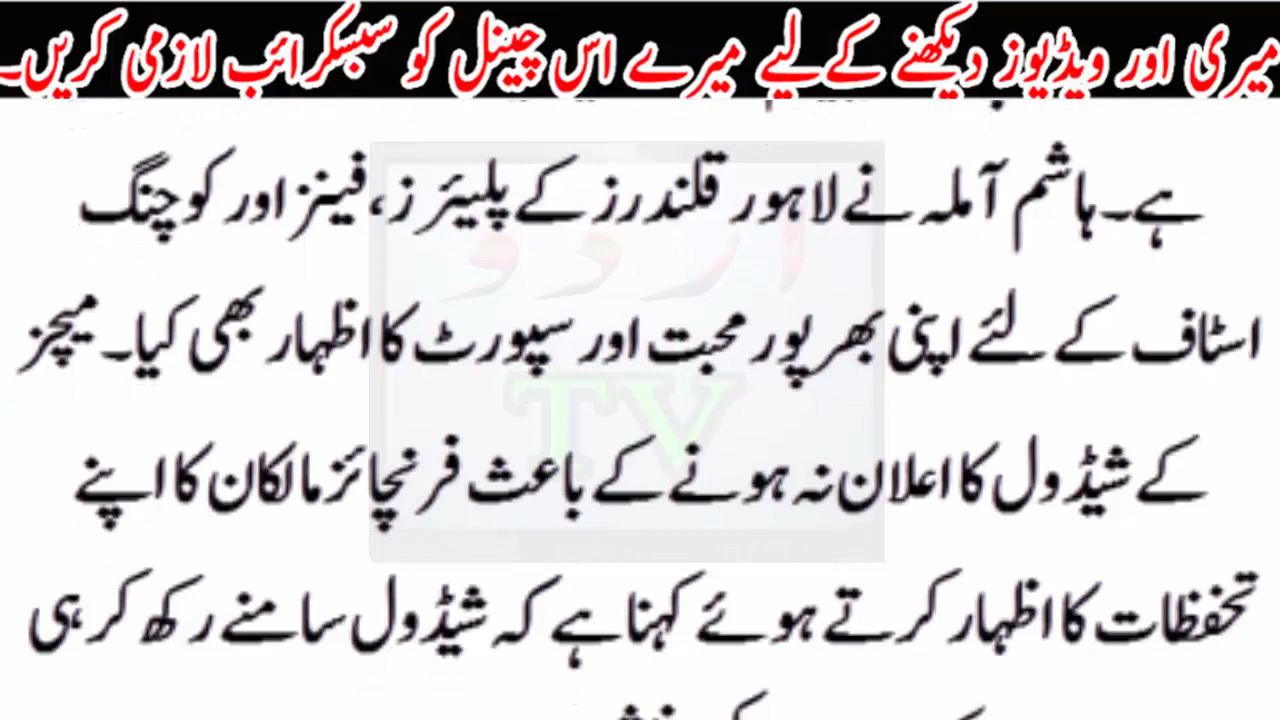 میری اور ویڈیوز دیکھنے کے لیے میرے اس چینل کو سبسکرائب لازمی کریں۔
ہے۔ ہاشم آملہ نے لاہور قلندرز کے پلیئرز، فینز اور کوچنگ
اسٹاف کے لئے اپنی بھرپور محبت اور سپورٹ کا اظہار بھی کیا۔ میچز
کے شیڈول کا اعلان نہ ہونے کے باعث فرنچائز مالکان کا اپنے
تحفظات کا اظہار کرتے ہوئے کہنا ہے کہ شیڈول سامنے رکھ کر ہی
اردو
TV